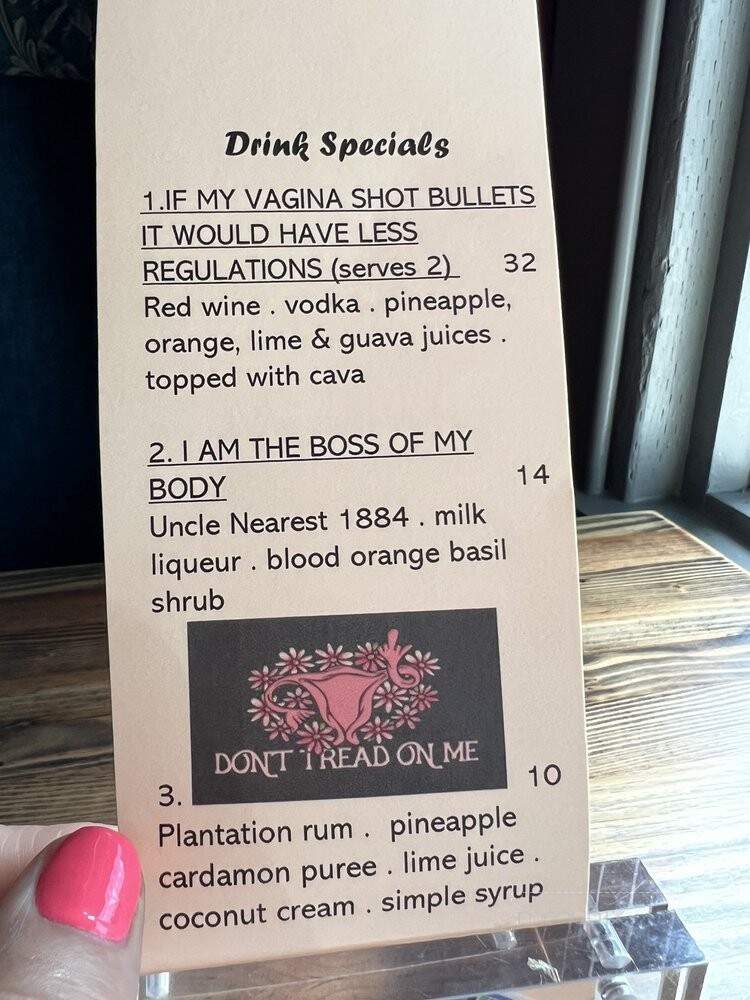 Drink Specials
1.IF MY VAGINA SHOT BULLETS
IT WOULD HAVE LESS
REGULATIONS (serves 2) 32
Red wine . vodka . pineapple,
orange, lime & guava juices .
topped with cava
2. I AM THE BOSS OF MY
BODY 14
Uncle Nearest 1884 . milk
liqueur . blood orange basil
shrub
DON'T TREAD ON ME
3. 10
Plantation rum . pineapple
cardamon puree . lime juice .
coconut cream . simple syrup